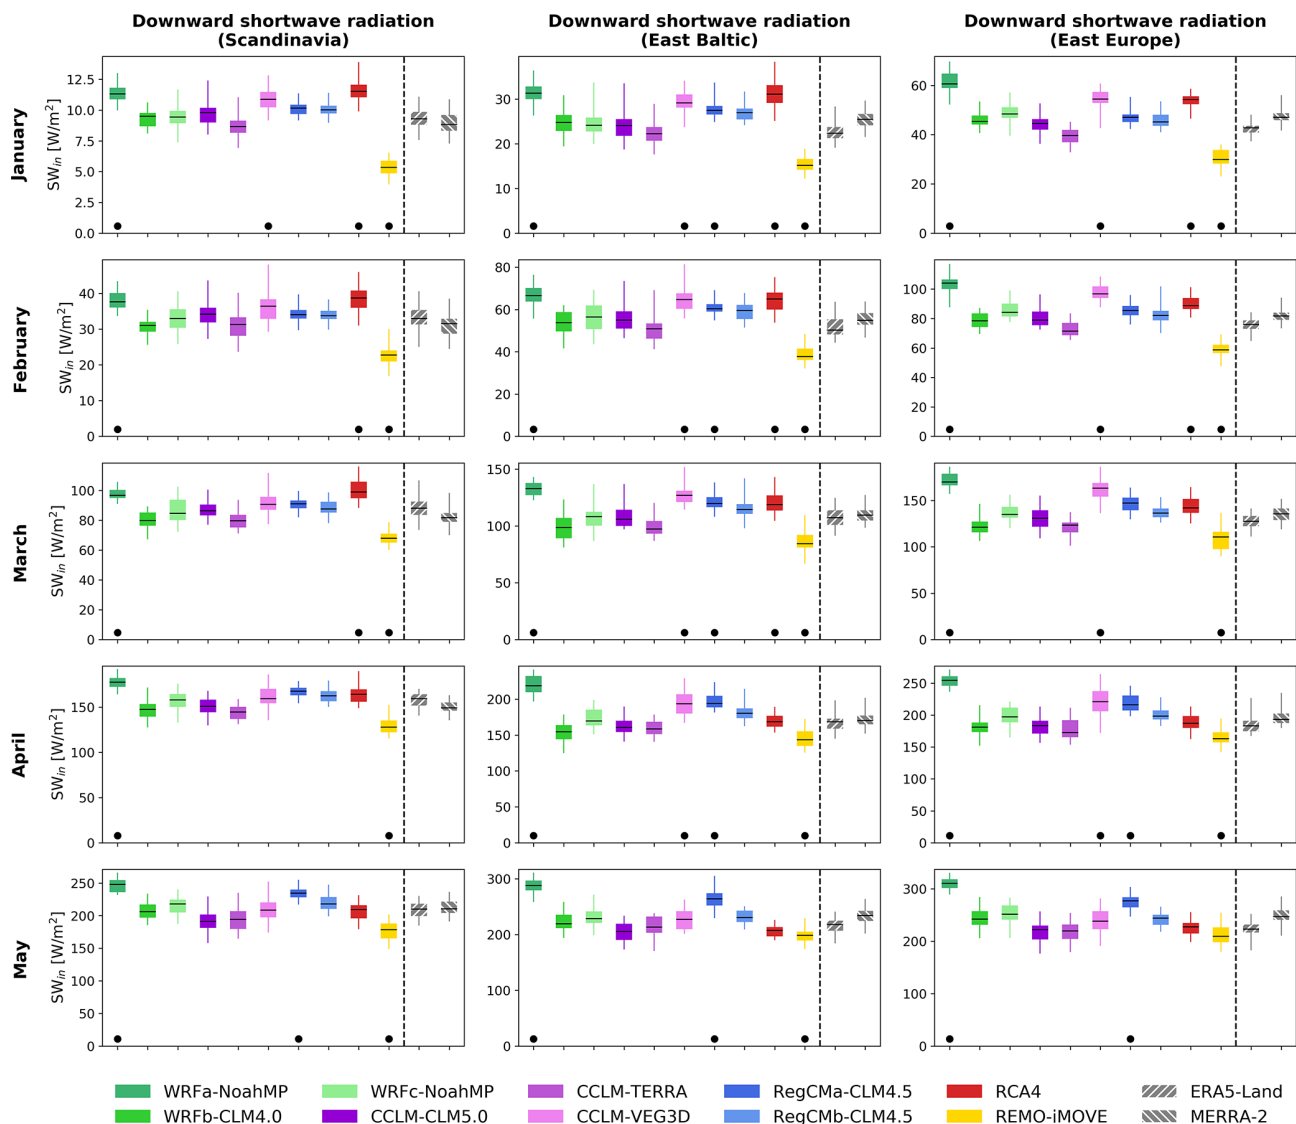 Downward shortwave radiation
(Scandinavia)
Downward shortwave radiation
(East Baltic)
Downward shortwave radiation
(East Europe)
January
SWin [W/m²]
12.5
10.0
7.5
5.0
2.5
0.0
30
20
10
0
60
40
20
0
February
SWin [W/m²]
40
30
20
10
0
80
60
40
20
0
100
80
60
40
20
0
March
SWin [W/m²]
100
80
60
40
20
0
150
100
50
0
150
100
50
0
April
SWin [W/m²]
150
100
50
0
200
150
100
50
0
250
200
150
100
50
0
May
SWin [W/m²]
250
200
150
100
50
0
300
200
100
0
300
200
100
0
WRFa-NoahMP
WRFc-NoahMP
CCLM-TERRA
RegCMa-CLM4.5
RCA4
ERA5-Land
WRFb-CLM4.0
CCLM-CLM5.0
CCLM-VEG3D
RegCMb-CLM4.5
REMO-iMOVE
MERRA-2